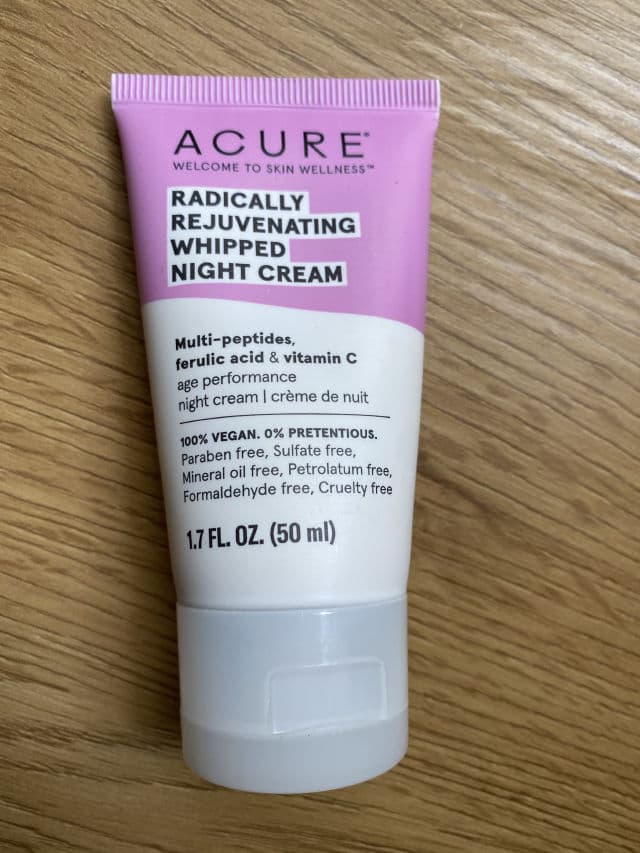 ACURE®
WELCOME TO SKIN WELLNESS™
RADICALLY
REJUVENATING
WHIPPED
NIGHT CREAM
Multi-peptides,
ferulic acid & vitamin C
age performance
night cream | crème de nuit
100% VEGAN. 0% PRETENTIOUS.
Paraben free, Sulfate free,
Mineral oil free, Petrolatum free,
Formaldehyde free, Cruelty free
1.7 FL. OZ. (50 ml)